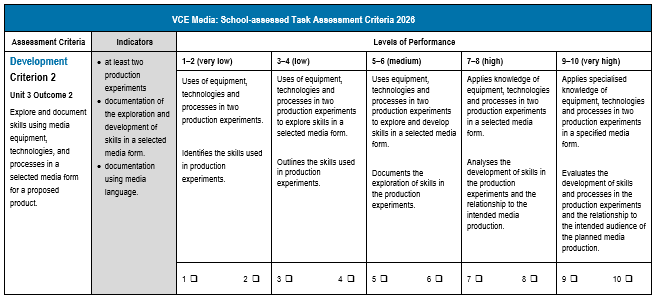 VCE Media: School-assessed Task Assessment Criteria 2026
Assessment Criteria
Indicators
Levels of Performance
Development
Criterion 2
Unit 3 Outcome 2
Explore and document
skills using media
equipment,
technologies, and
processes in a
selected media form
for a proposed
product.
• at least two
production
experiments
• documentation of
the exploration and
development of
skills in a selected
media form.
• documentation
using media
language.
1–2 (very low)
Uses of equipment,
technologies and
processes in two
production experiments.
Identifies the skills used
in production
experiments.
3–4 (low)
Uses of equipment,
technologies and
processes in two
production experiments
to explore skills in a
selected media form.
Outlines the skills used
in production
experiments.
5–6 (medium)
Uses equipment,
technologies and
processes in two
production experiments
to explore and develop
skills in a selected media
form.
Documents the
exploration of skills in
the production
experiments.
7–8 (high)
Applies knowledge of
equipment, technologies
and processes in two
production experiments
in a selected media
form.
Analyses the
development of skills in
the production
experiments and the
relationship to the
intended media
production.
9–10 (very high)
Applies specialised
knowledge of
equipment, technologies
and processes in two
production experiments
in a specified media
form.
Evaluates the
development of skills
and processes in the
production experiments
and the relationship to
the intended audience of
the planned media
production.
1 ❑ 2 ❑ 3 ❑ 4 ❑ 5 ❑ 6 ❑ 7 ❑ 8 ❑ 9 ❑ 10 ❑